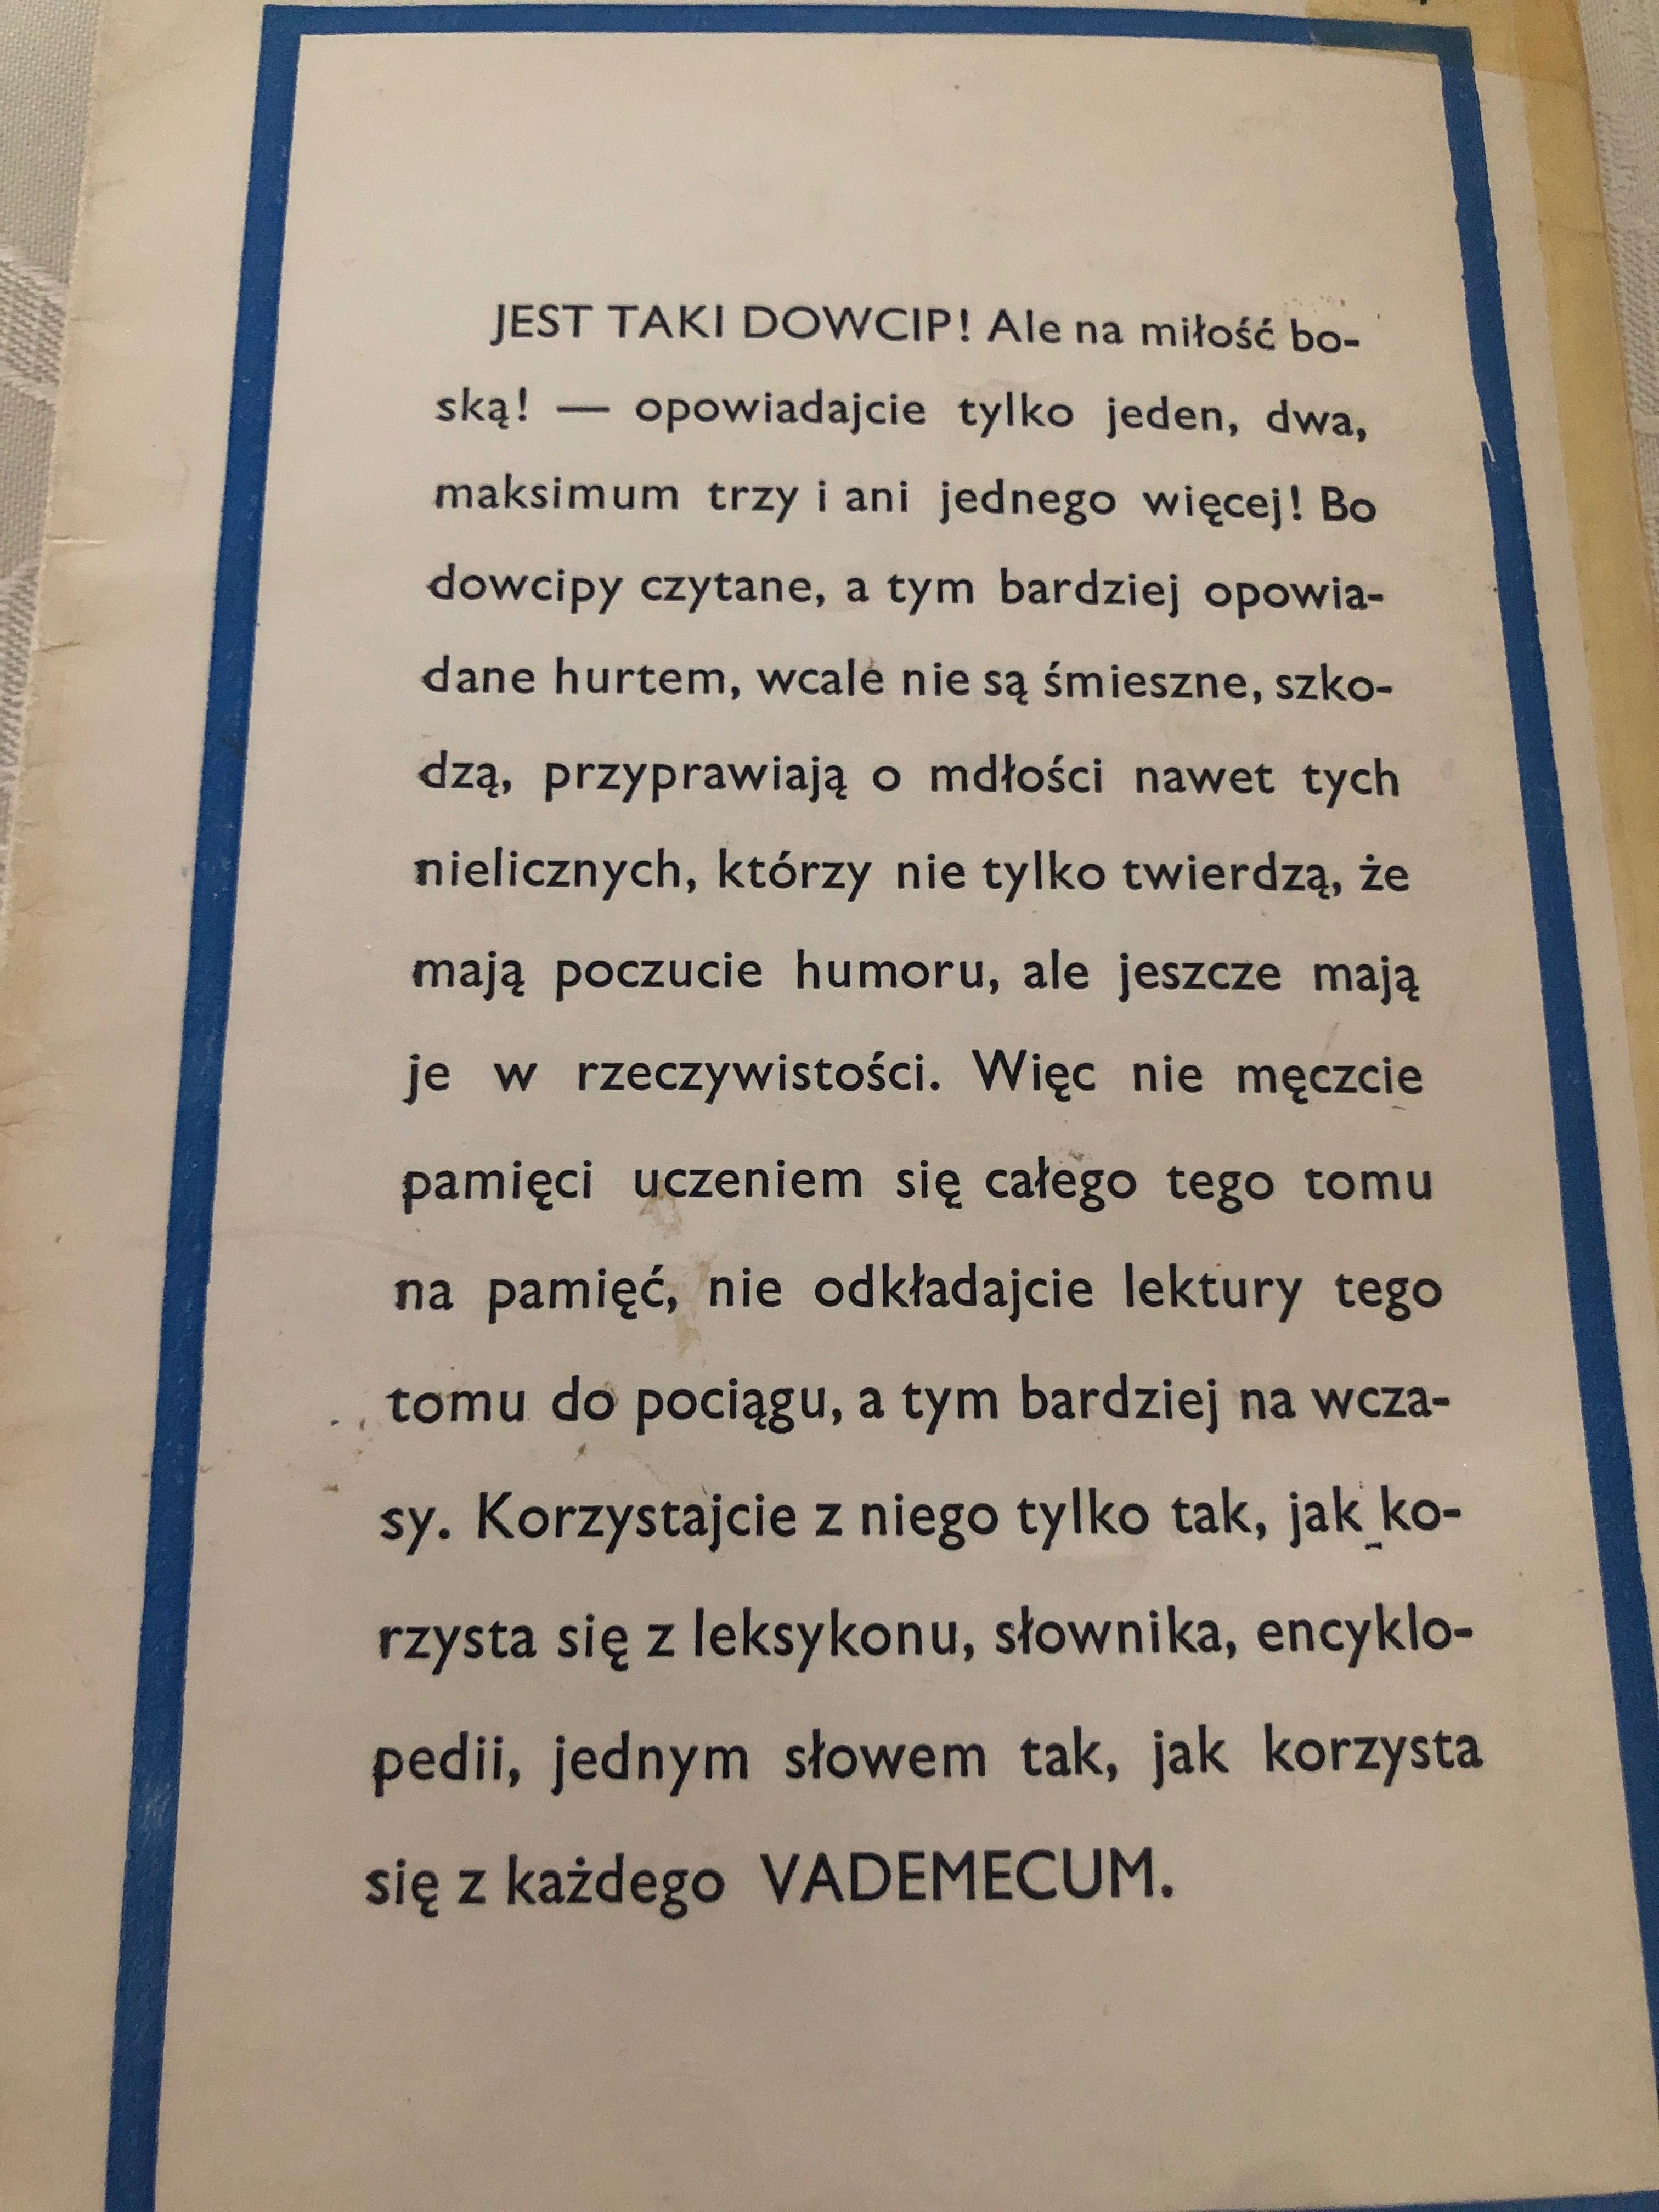 JEST TAKI DOWCIP! Ale na miłość bo-
ską! — opowiadajcie tylko jeden, dwa,
maksimum trzy i ani jednego więcej! Bo
dowcipy czytane, a tym bardziej opowia-
dane hurtem, wcale nie są śmieszne, szko-
dzą, przyprawiają o mdłości nawet tych
nielicznych, którzy nie tylko twierdzą, że
mają poczucie humoru, ale jeszcze mają
je w rzeczywistości. Więc nie męczcie
pamięci uczeniem się całego tego tomu
na pamięć, nie odkładajcie lektury tego
tomu do pociągu, a tym bardziej na wcza-
sy. Korzystajcie z niego tylko tak, jak ko-
rzysta się z leksykonu, słownika, encyklo-
pedii, jednym słowem tak, jak korzysta
się z każdego VADEMECUM.